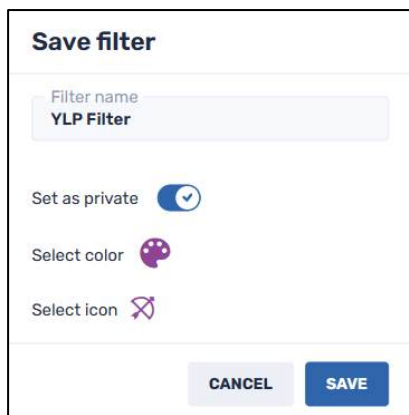 Save filter
Filter name
YLP Filter
Set as private
Select color
Select icon
CANCEL SAVE